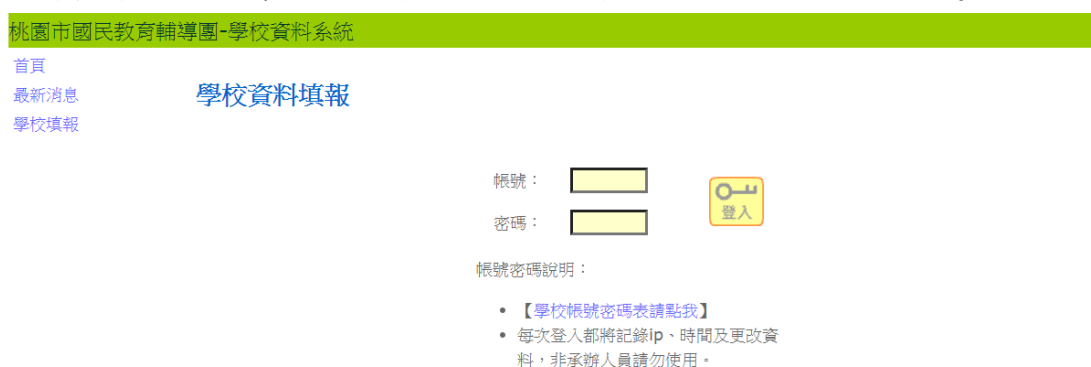 桃園市國民教育輔導團-學校資料系統
首頁
最新消息
學校填報
學校資料填報
帳號：
密碼：
登入
帳號密碼說明：
• 【學校帳號密碼表請點我】
• 每次登入都將記錄ip、時間及更改資
料，非承辦人員請勿使用。